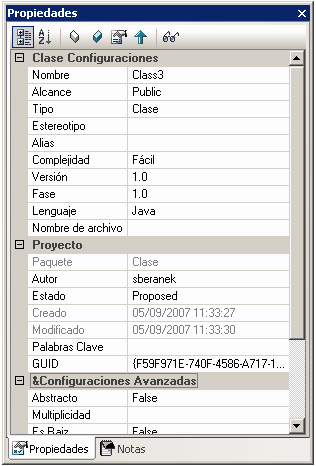 Propiedades
Clase Configuraciones
Nombre Class3
Alcance Public
Tipo Clase
Estereotipo
Alias
Complejidad Fácil
Versión 1.0
Fase 1.0
Lenguaje Java
Nombre de archivo
Proyecto
Paquete Clase
Autor sberanek
Estado Proposed
Creado 05/09/2007 11:33:27
Modificado 05/09/2007 11:33:30
Palabras Clave
GUID {F59F971E-740F-4586-A717-1...
&Configuraciones Avanzadas
Abstracto False
Multiplicidad
Es Raiz False
Propiedades Notas